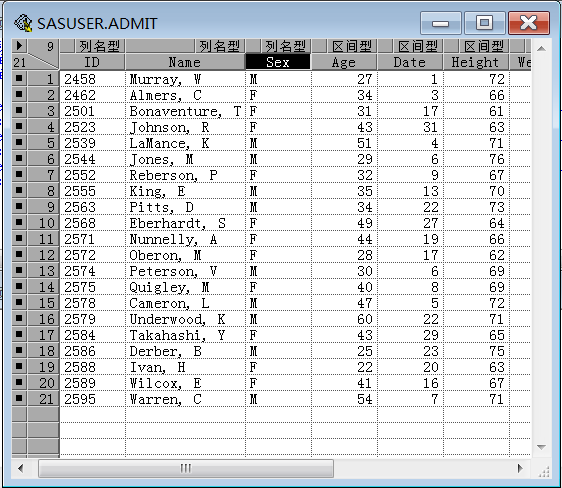 SASUSER.ADMIT
9 列名型 列名型 列名型 区间型 区间型 区间型 区
21 ID Name Sex Age Date Height We
1 2458 Murray, W M 27 1 72
2 2462 Almers, C F 34 3 66
3 2501 Bonaventure, T F 31 17 61
4 2523 Johnson, R F 43 31 63
5 2539 LaMance, K M 51 4 71
6 2544 Jones, M M 29 6 76
7 2552 Reberson, P F 32 9 67
8 2555 King, E M 35 13 70
9 2563 Pitts, D M 34 22 73
10 2568 Eberhardt, S F 49 27 64
11 2571 Nunnelly, A F 44 19 66
12 2572 Oberon, M F 28 17 62
13 2574 Peterson, V M 30 6 69
14 2575 Quigley, M F 40 8 69
15 2578 Cameron, L M 47 5 72
16 2579 Underwood, K M 60 22 71
17 2584 Takahashi, Y F 43 29 65
18 2586 Derber, B M 25 23 75
19 2588 Ivan, H F 22 20 63
20 2589 Wilcox, E F 41 16 67
21 2595 Warren, C M 54 7 71